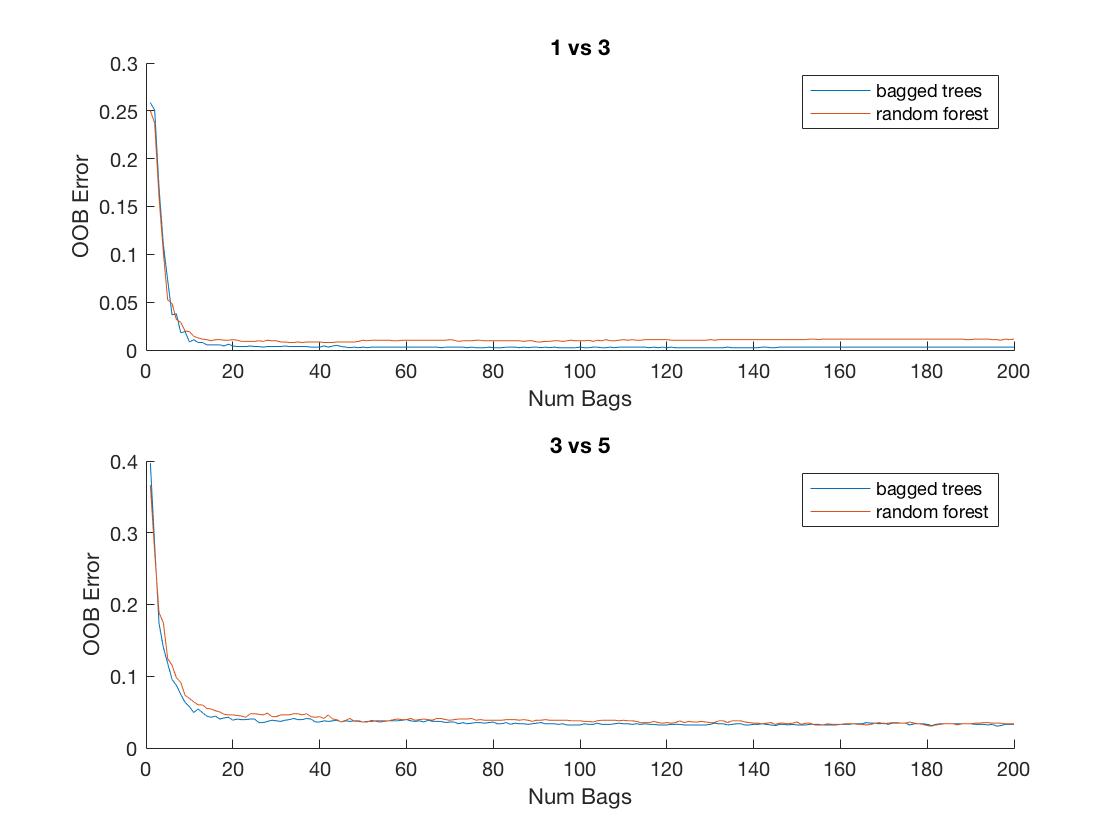 1 vs 3
0.3
0.25
0.2
0.15
0.1
0.05
0
OOB Error
bagged trees
random forest
0 20 40 60 80 100 120 140 160 180 200
Num Bags
3 vs 5
0.4
0.3
0.2
0.1
0
OOB Error
bagged trees
random forest
0 20 40 60 80 100 120 140 160 180 200
Num Bags